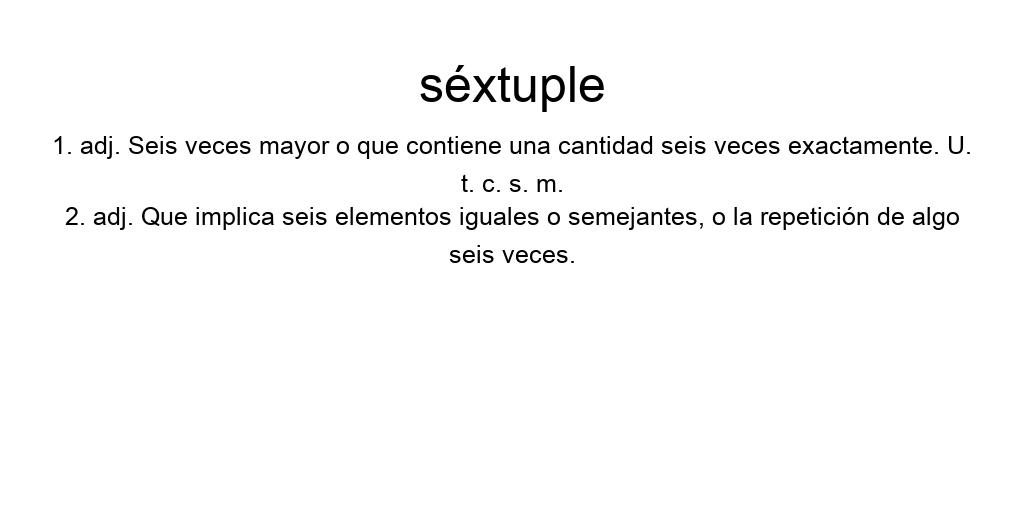 séxtuple
1. adj. Seis veces mayor o que contiene una cantidad seis veces exactamente. U.
t. c. s. m.
2. adj. Que implica seis elementos iguales o semejantes, o la repetición de algo
seis veces.